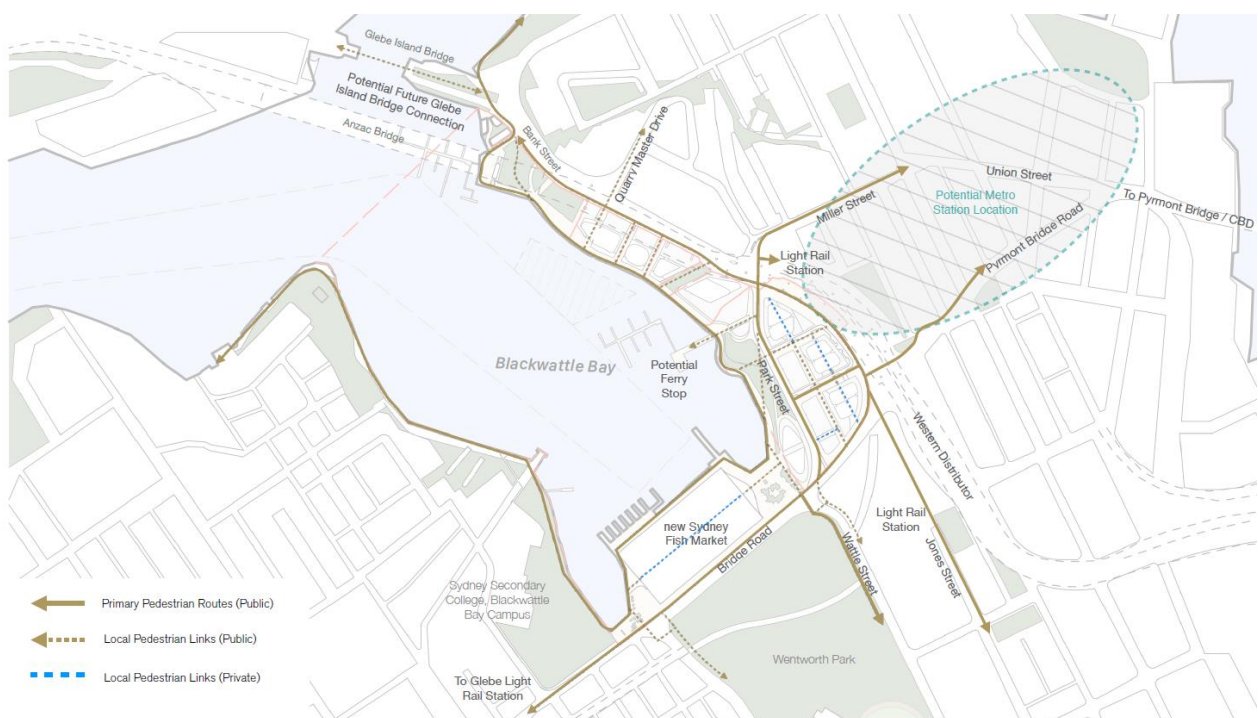 Glebe Island Bridge
Potential Future Glebe
Island Bridge Connection
Anzac Bridge
Bank Street
Quarry Master Drive
Miller Street
Union Street
Potential Metro
Station Location
To Pyrmont Bridge / CBD
Pyrmont Bridge Road
Light Rail
Station
Blackwattle Bay
Potential
Ferry
Stop
Park Street
Western Distributor
new Sydney
Fish Market
Bridge Road
Light Rail
Station
Wattle Street
Jones Street
Sydney Secondary
College, Blackwattle
Bay Campus
Wentworth Park
To Glebe Light
Rail Station
Primary Pedestrian Routes (Public)
Local Pedestrian Links (Public)
Local Pedestrian Links (Private)